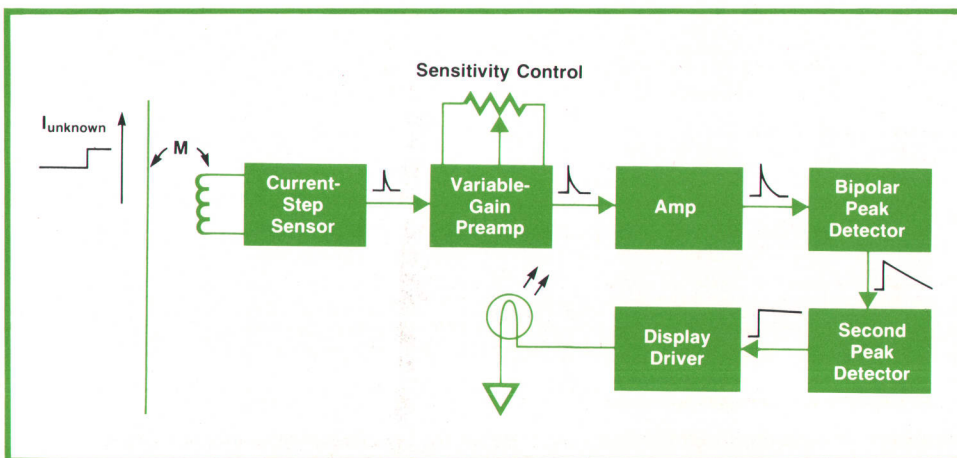 Sensitivity Control
Iunknown
M
Current-
Step
Sensor
Variable-
Gain
Preamp
Amp
Bipolar
Peak
Detector
Display
Driver
Second
Peak
Detector